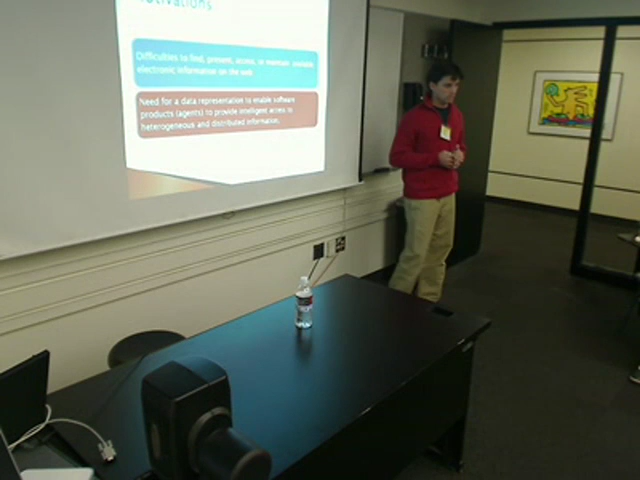 Motivations
Difficulties to find, present, access, or maintain available
electronic information on the web
Need for a data representation to enable software
products (agents) to provide intelligent access to
heterogeneous and distributed information.